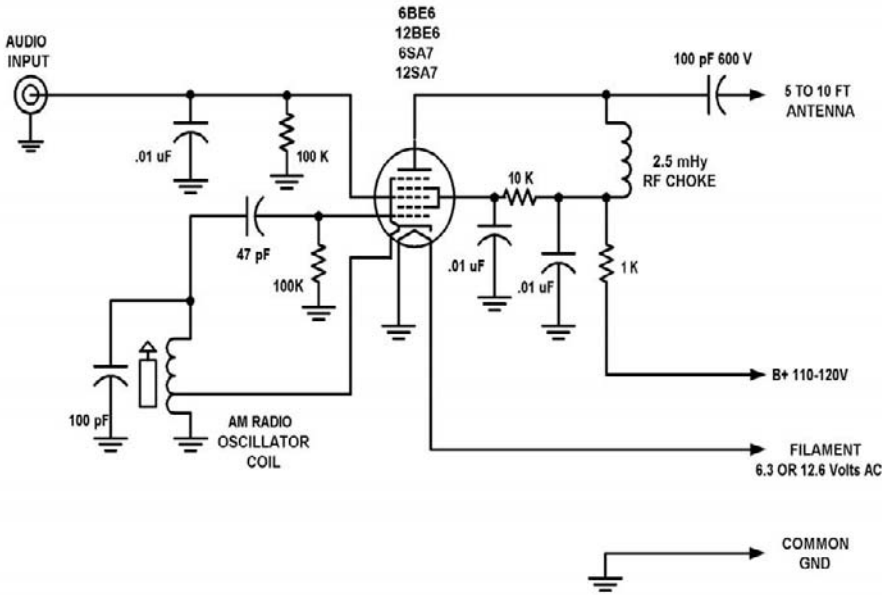 6BE6
12BE6
6SA7
12SA7
AUDIO
INPUT
.01 uF
100 K
100 pF 600 V
5 TO 10 FT
ANTENNA
2.5 mHy
RF CHOKE
10 K
47 pF
100K
.01 uF
.01 uF
1 K
100 pF
AM RADIO
OSCILLATOR
COIL
B+ 110-120V
FILAMENT
6.3 OR 12.6 Volts AC
COMMON
GND